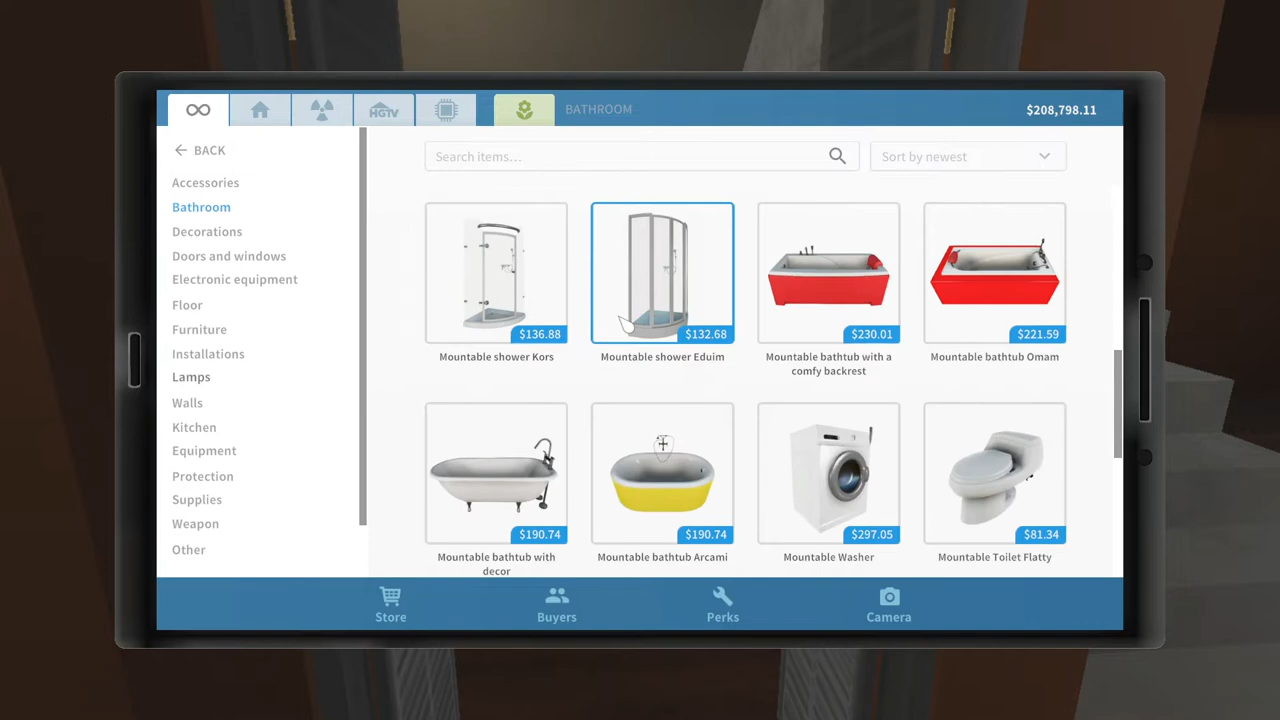 HGTV
BATHROOM
$208,798.11
BACK
Accessories
Bathroom
Decorations
Doors and windows
Electronic equipment
Floor
Furniture
Installations
Lamps
Walls
Kitchen
Equipment
Protection
Supplies
Weapon
Other
Search items...
Sort by newest
$136.88
Mountable shower Kors
$132.68
Mountable shower Eduim
$230.01
Mountable bathtub with a
comfy backrest
$221.59
Mountable bathtub Omam
$190.74
Mountable bathtub with
decor
$190.74
Mountable bathtub Arcami
$297.05
Mountable Washer
$81.34
Mountable Toilet Flatty
Store
Buyers
Perks
Camera